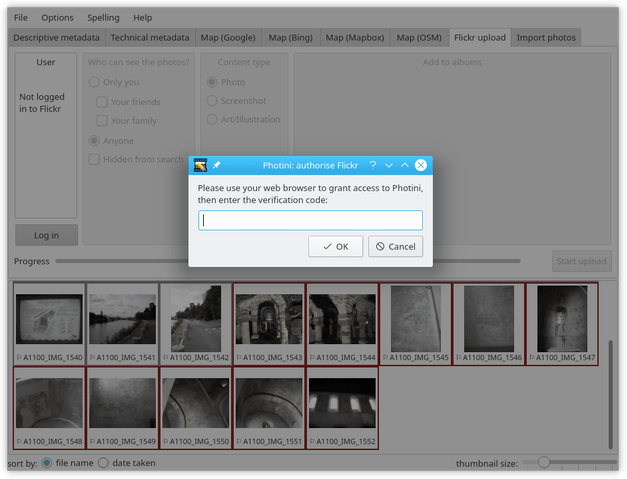 File Options Spelling Help
Descriptive metadata Technical metadata Map (Google) Map (Bing) Map (Mapbox) Map (OSM) Flickr upload Import photos
User
Not logged
in to Flickr
Log in
Who can see the photos?
Only you
Your friends
Your family
Anyone
Hidden from search
Content type
Photo
Screenshot
Art/Illustration
Add to albums
Photini: authorise Flickr ?
Please use your web browser to grant access to Photini,
then enter the verification code:
OK Cancel
Progress Start upload
A1100_IMG_1540 A1100_IMG_1541 A1100_IMG_1542 A1100_IMG_1543 A1100_IMG_1544 A1100_IMG_1545 A1100_IMG_1546 A1100_IMG_1547
A1100_IMG_1548 A1100_IMG_1549 A1100_IMG_1550 A1100_IMG_1551 A1100_IMG_1552
sort by: file name date taken thumbnail size: